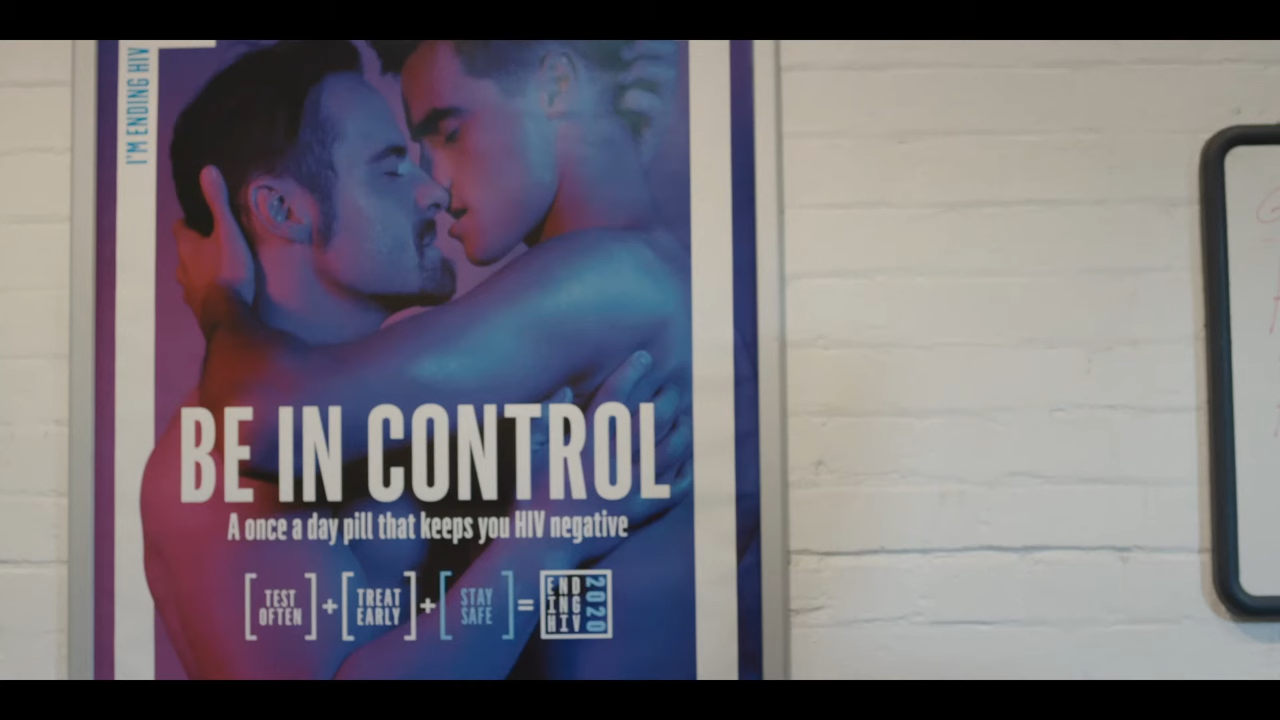 I'M ENDING HIV
BE IN CONTROL
A once a day pill that keeps you HIV negative
[TEST OFTEN] + [TREAT EARLY] + [STAY SAFE] = ENDING HIV 2020